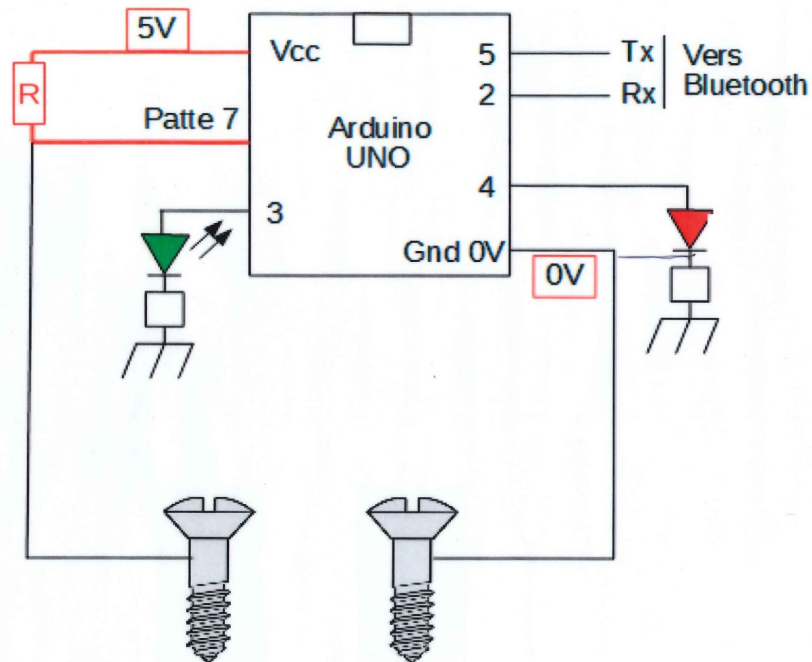 5V
R
Vcc
Patte 7
3
Arduino
UNO
5
2
4
Gnd 0V
0V
Tx
Rx
Vers
Bluetooth